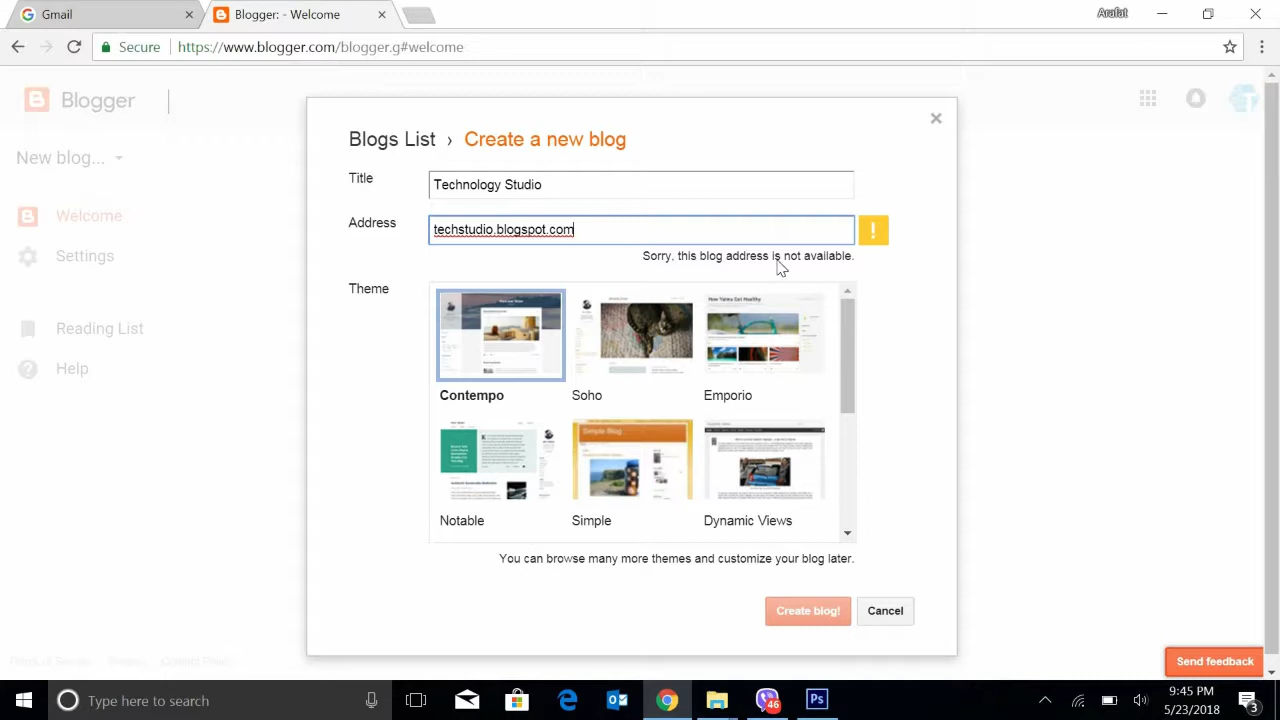 Gmail
Blogger: - Welcome
Arafat
Secure
https://www.blogger.com/blogger.g#welcome
Blogger
New blog...
Welcome
Settings
Reading List
Help
Blogs List › Create a new blog
Title
Technology Studio
Address
techstudio.blogspot.com
!
Sorry, this blog address is not available.
Theme
Contempo
Soho
Emporio
Notable
Simple
Dynamic Views
You can browse many more themes and customize your blog later.
Create blog!
Cancel
Send feedback
Type here to search
46
Ps
9:45 PM
5/23/2018
3